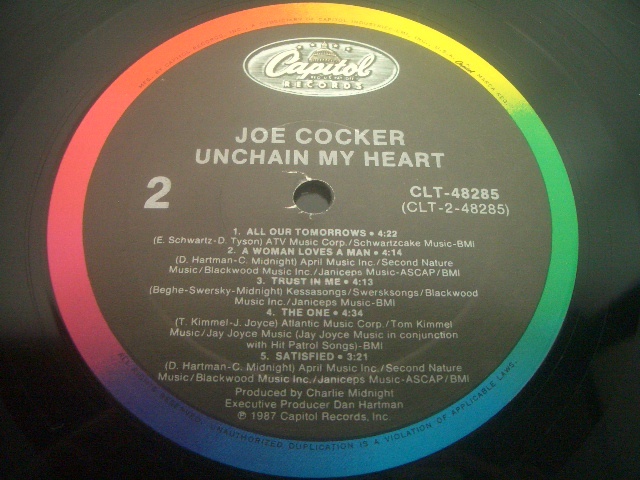 Capitol
RECORDS
JOE COCKER
UNCHAIN MY HEART
2
CLT-48285
(CLT-2-48285)
1. ALL OUR TOMORROWS • 4:22
(E. Schwartz-D. Tyson) ATV Music Corp./Schwartzcake Music-BMI
2. A WOMAN LOVES A MAN • 4:14
(D. Hartman-C. Midnight) April Music Inc./Second Nature
Music/Blackwood Music Inc./Janiceps Music-ASCAP/BMI
3. TRUST IN ME • 4:13
(Beghe-Swersky-Midnight) Kessasongs/Swersksongs/Blackwood
Music Inc./Janiceps Music-BMI
4. THE ONE • 4:34
(T. Kimmel-J. Joyce) Atlantic Music Corp./Tom Kimmel
Music/Jay Joyce Music (Jay Joyce Music in conjunction
with Hit Patrol Songs)-BMI
5. SATISFIED • 3:21
(D. Hartman-C. Midnight) April Music Inc./Second Nature
Music/Blackwood Music Inc./Janiceps Music-ASCAP/BMI
Produced by Charlie Midnight
Executive Producer Dan Hartman
℗ 1987 Capitol Records, Inc.
UNAUTHORIZED DUPLICATION IS A VIOLATION OF APPLICABLE LAWS.